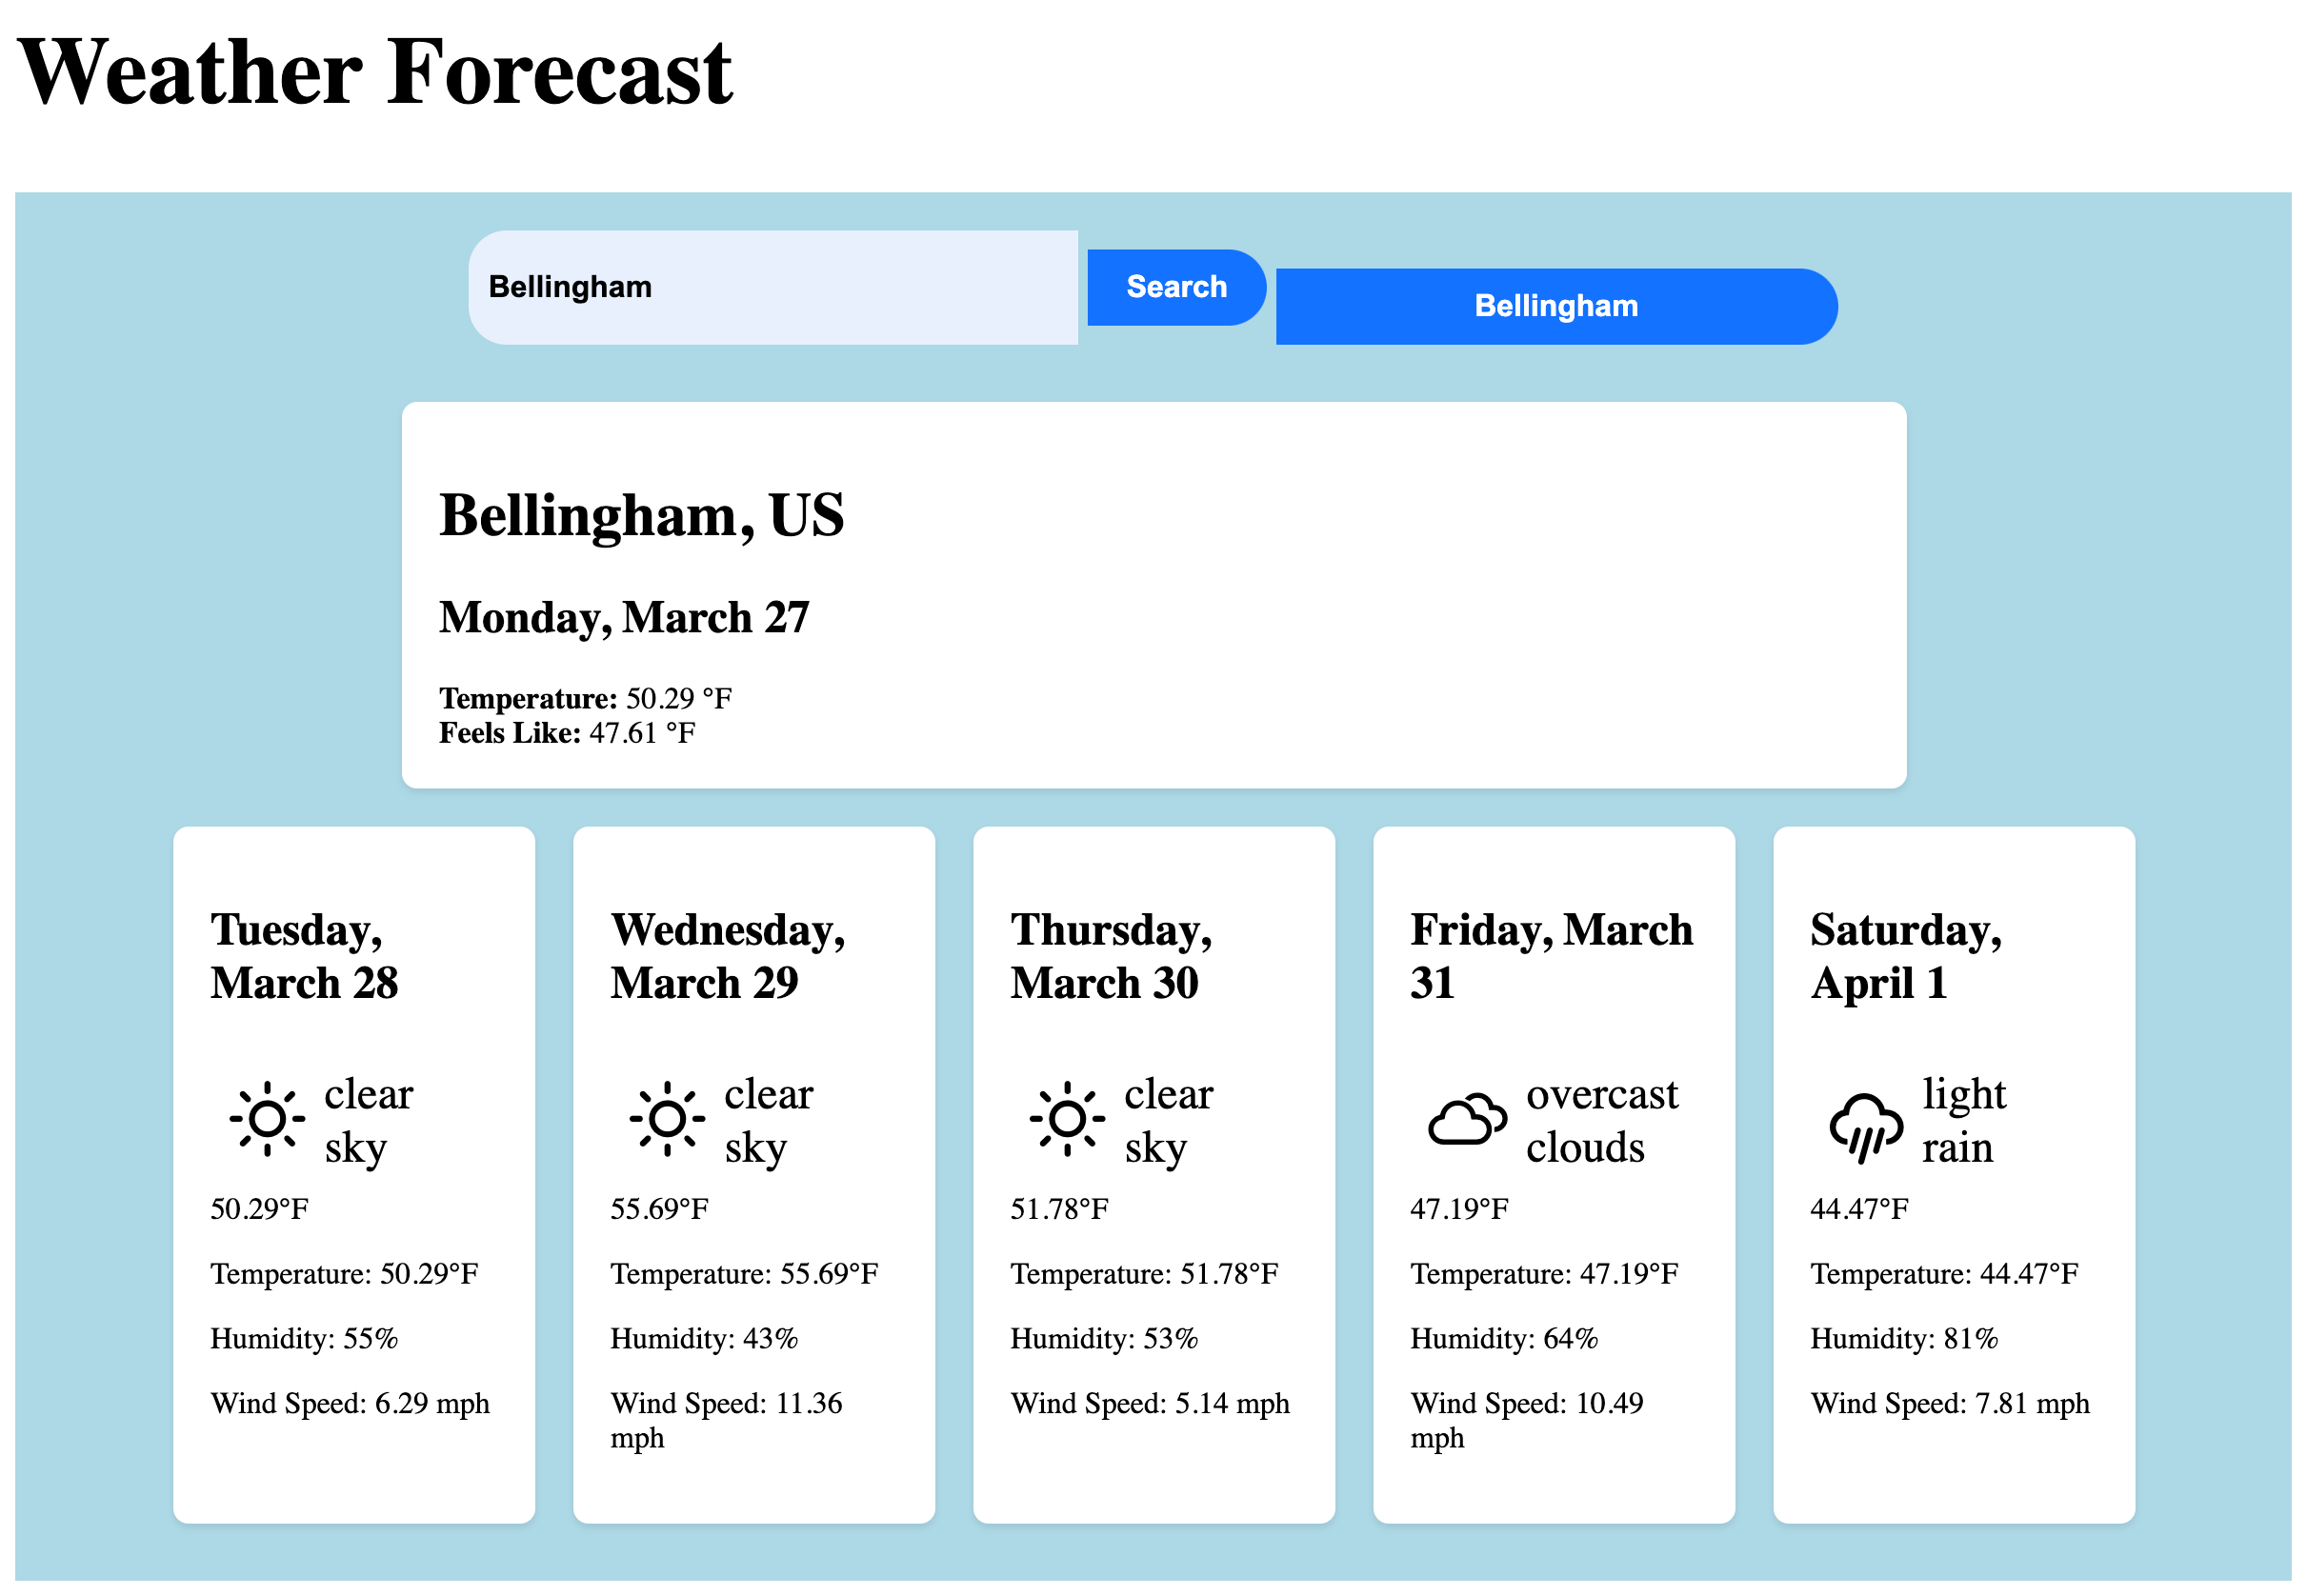 Weather Forecast
Bellingham
Search
Bellingham
Bellingham, US
Monday, March 27
Temperature: 50.29 °F
Feels Like: 47.61 °F
Tuesday,
March 28
clear
sky
50.29°F
Temperature: 50.29°F
Humidity: 55%
Wind Speed: 6.29 mph
Wednesday,
March 29
clear
sky
55.69°F
Temperature: 55.69°F
Humidity: 43%
Wind Speed: 11.36
mph
Thursday,
March 30
clear
sky
51.78°F
Temperature: 51.78°F
Humidity: 53%
Wind Speed: 5.14 mph
Friday, March
31
overcast
clouds
47.19°F
Temperature: 47.19°F
Humidity: 64%
Wind Speed: 10.49
mph
Saturday,
April 1
light
rain
44.47°F
Temperature: 44.47°F
Humidity: 81%
Wind Speed: 7.81 mph